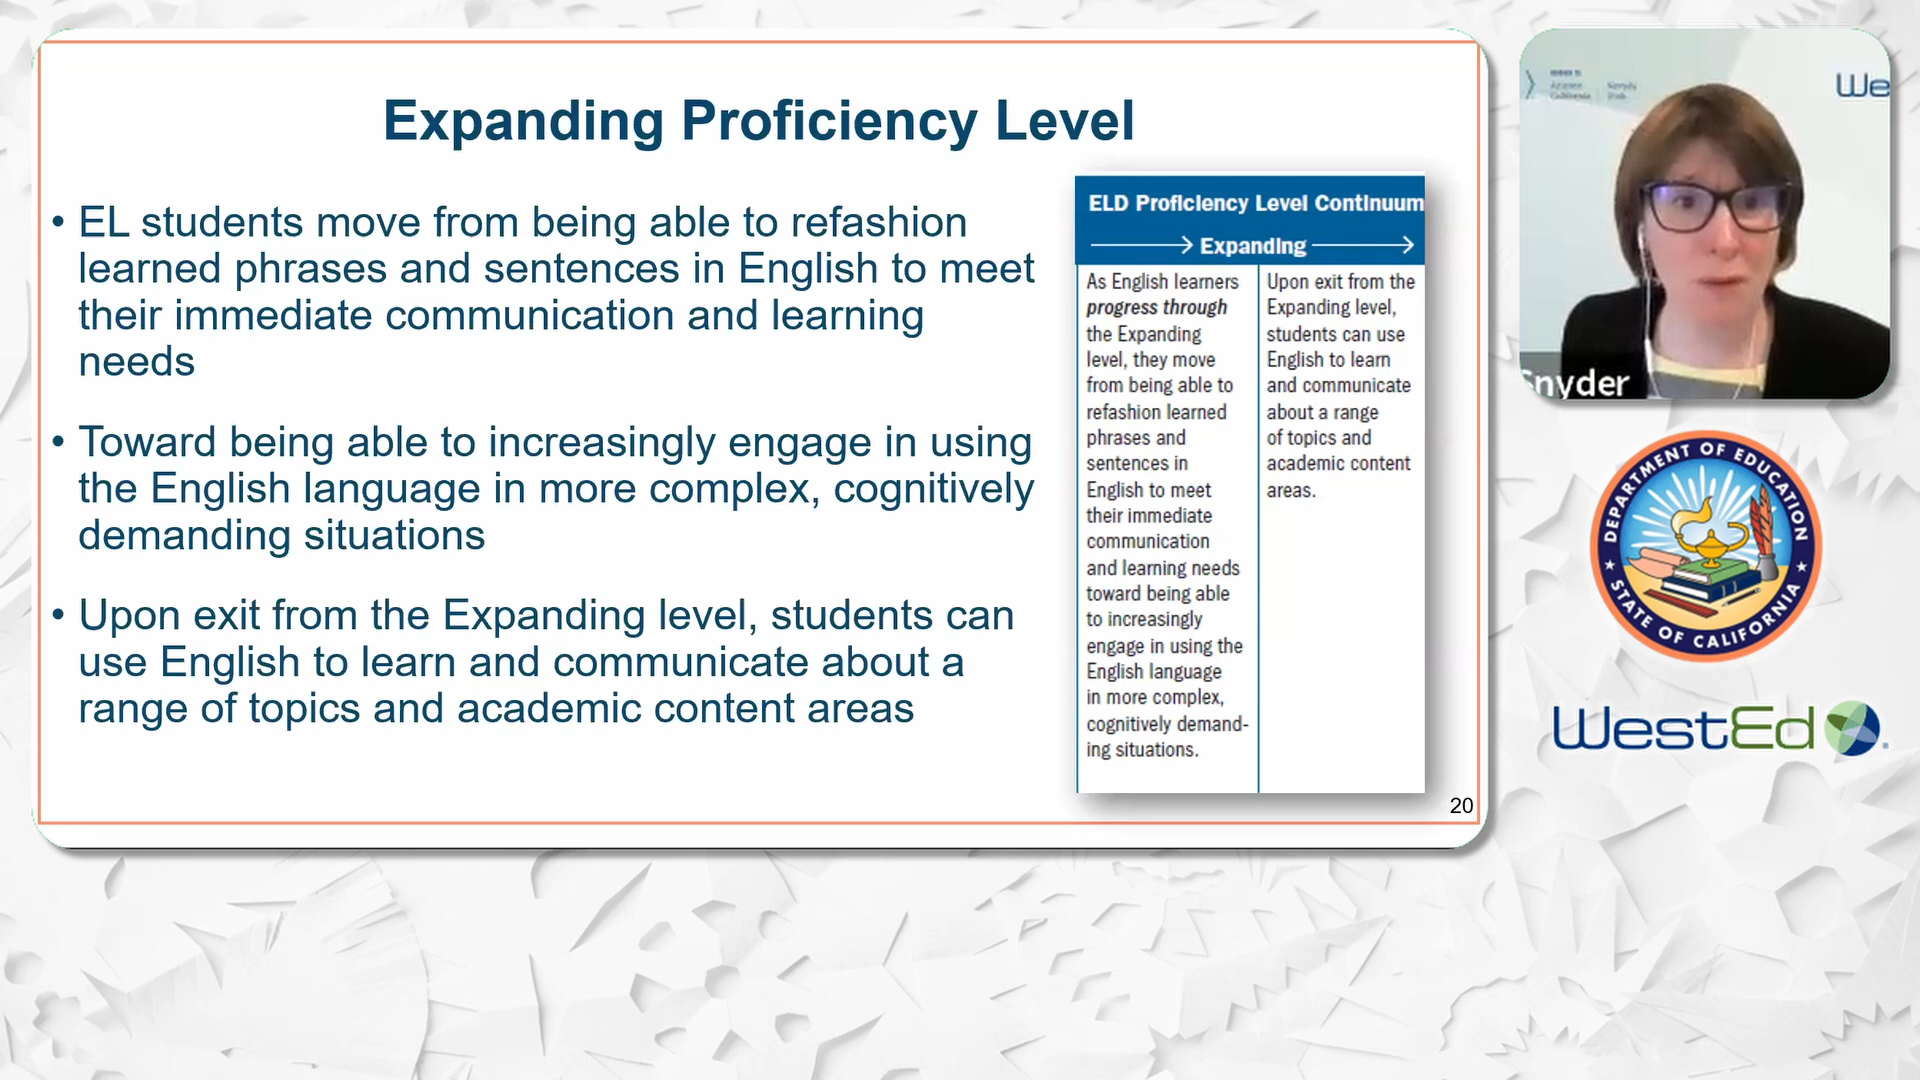 Expanding Proficiency Level
• EL students move from being able to refashion
learned phrases and sentences in English to meet
their immediate communication and learning
needs
• Toward being able to increasingly engage in using
the English language in more complex, cognitively
demanding situations
• Upon exit from the Expanding level, students can
use English to learn and communicate about a
range of topics and academic content areas
ELD Proficiency Level Continuum
Expanding
As English learners
progress through
the Expanding
level, they move
from being able to
refashion learned
phrases and
sentences in
English to meet
their immediate
communication
and learning needs
toward being able
to increasingly
engage in using the
English language
in more complex,
cognitively demand-
ing situations.
Upon exit from the
Expanding level,
students can use
English to learn
and communicate
about a range
of topics and
academic content
areas.
20
We
Snyder
DEPARTMENT OF EDUCATION
STATE OF CALIFORNIA
WestEd